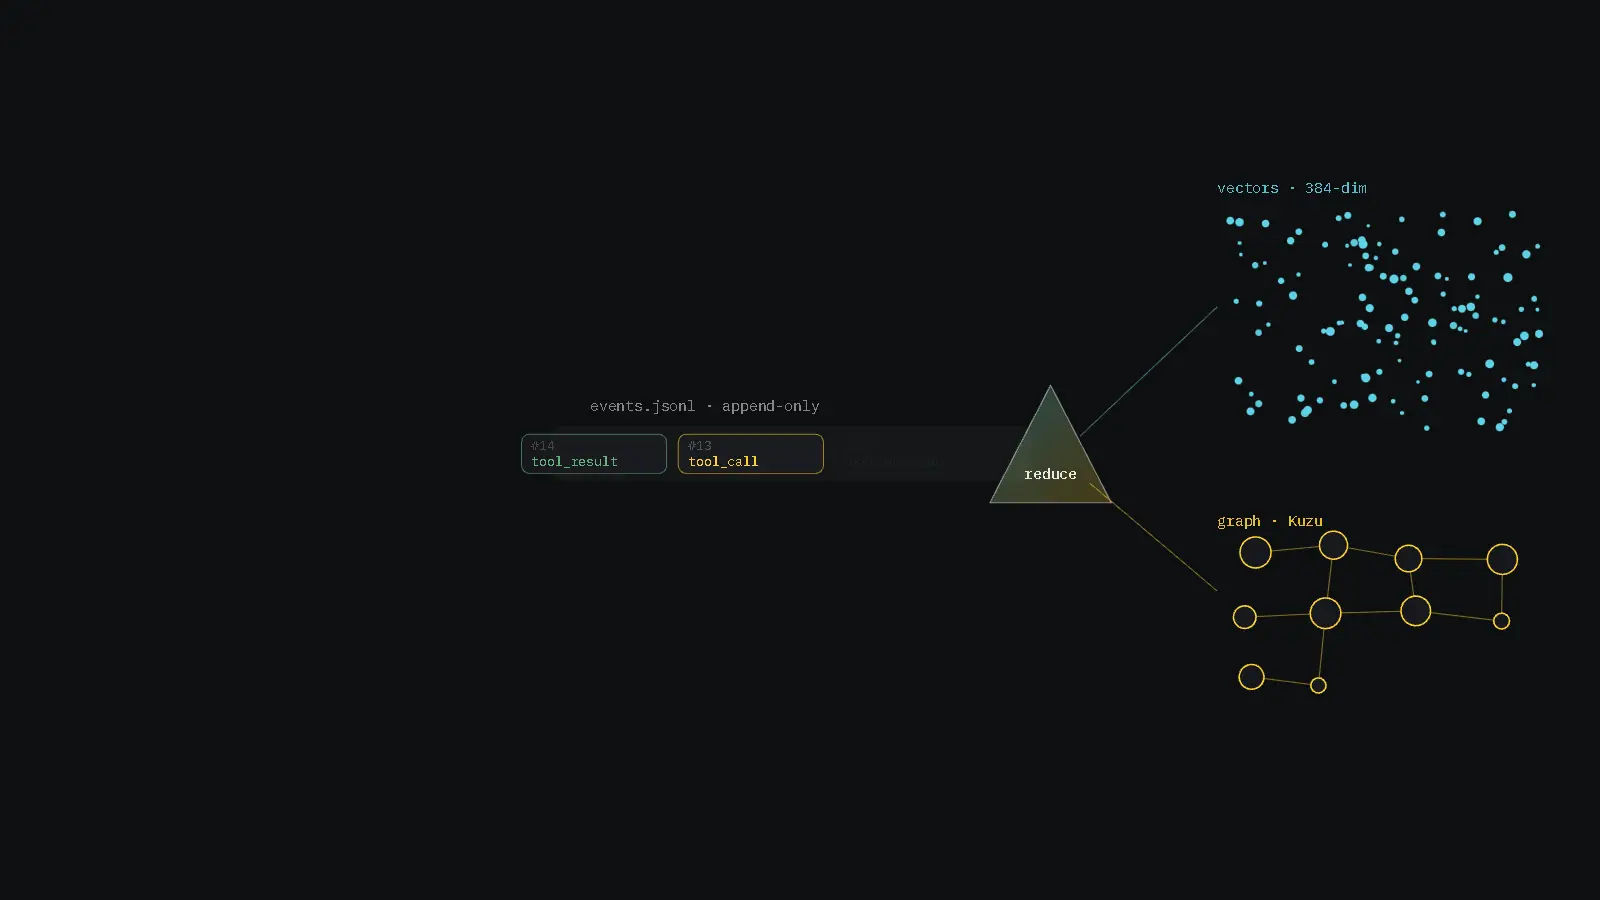 vectors · 384-dim
events.jsonl · append-only
#14
tool_result
#13
tool_call
reduce
graph · Kuzu